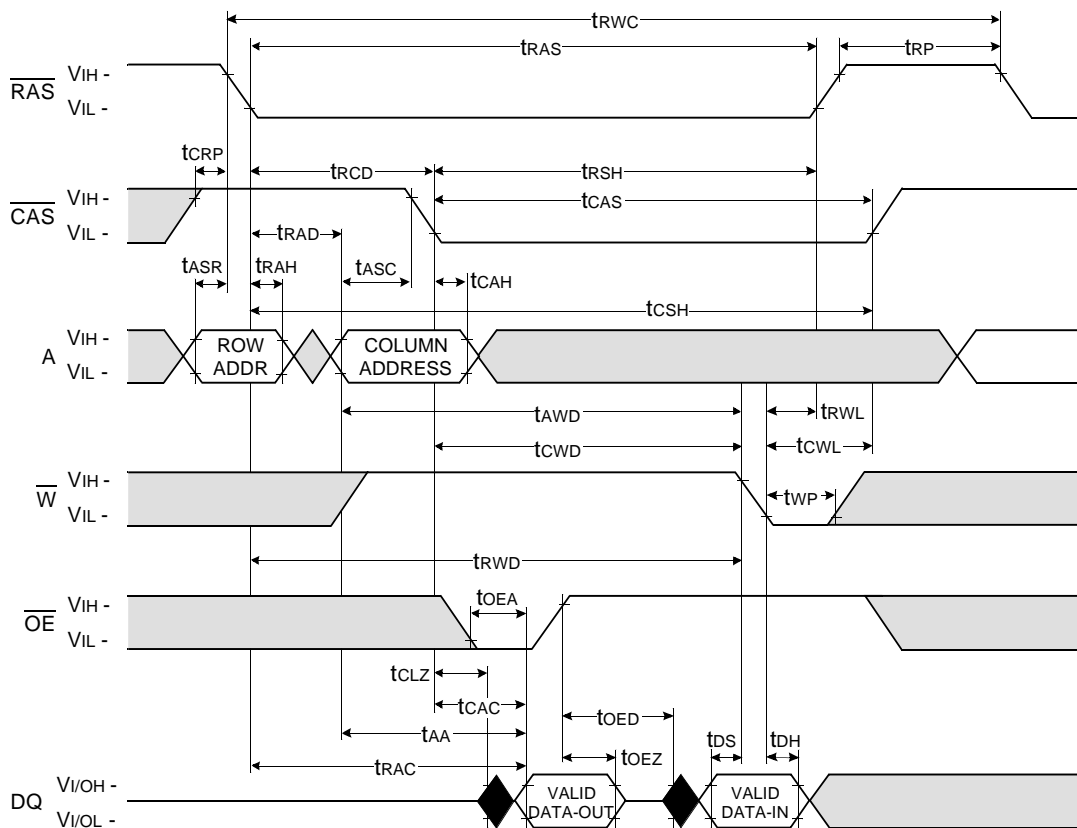 tRWC
tRAS
tRP
RAS
VIH -
VIL -
tCRP
tRCD
tRSH
CAS
VIH -
VIL -
tCAS
tRAD
tASR
tRAH
tASC
tCAH
tCSH
A
VIH -
VIL -
ROW
ADDR
COLUMN
ADDRESS
tAWD
tRWL
tCWD
tCWL
W
VIH -
VIL -
tWP
tRWD
OE
VIH -
VIL -
tOEA
tCLZ
tCAC
tOED
tAA
tOEZ
tDS
tDH
tRAC
DQ
VI/OH -
VI/OL -
VALID
DATA-OUT
VALID
DATA-IN